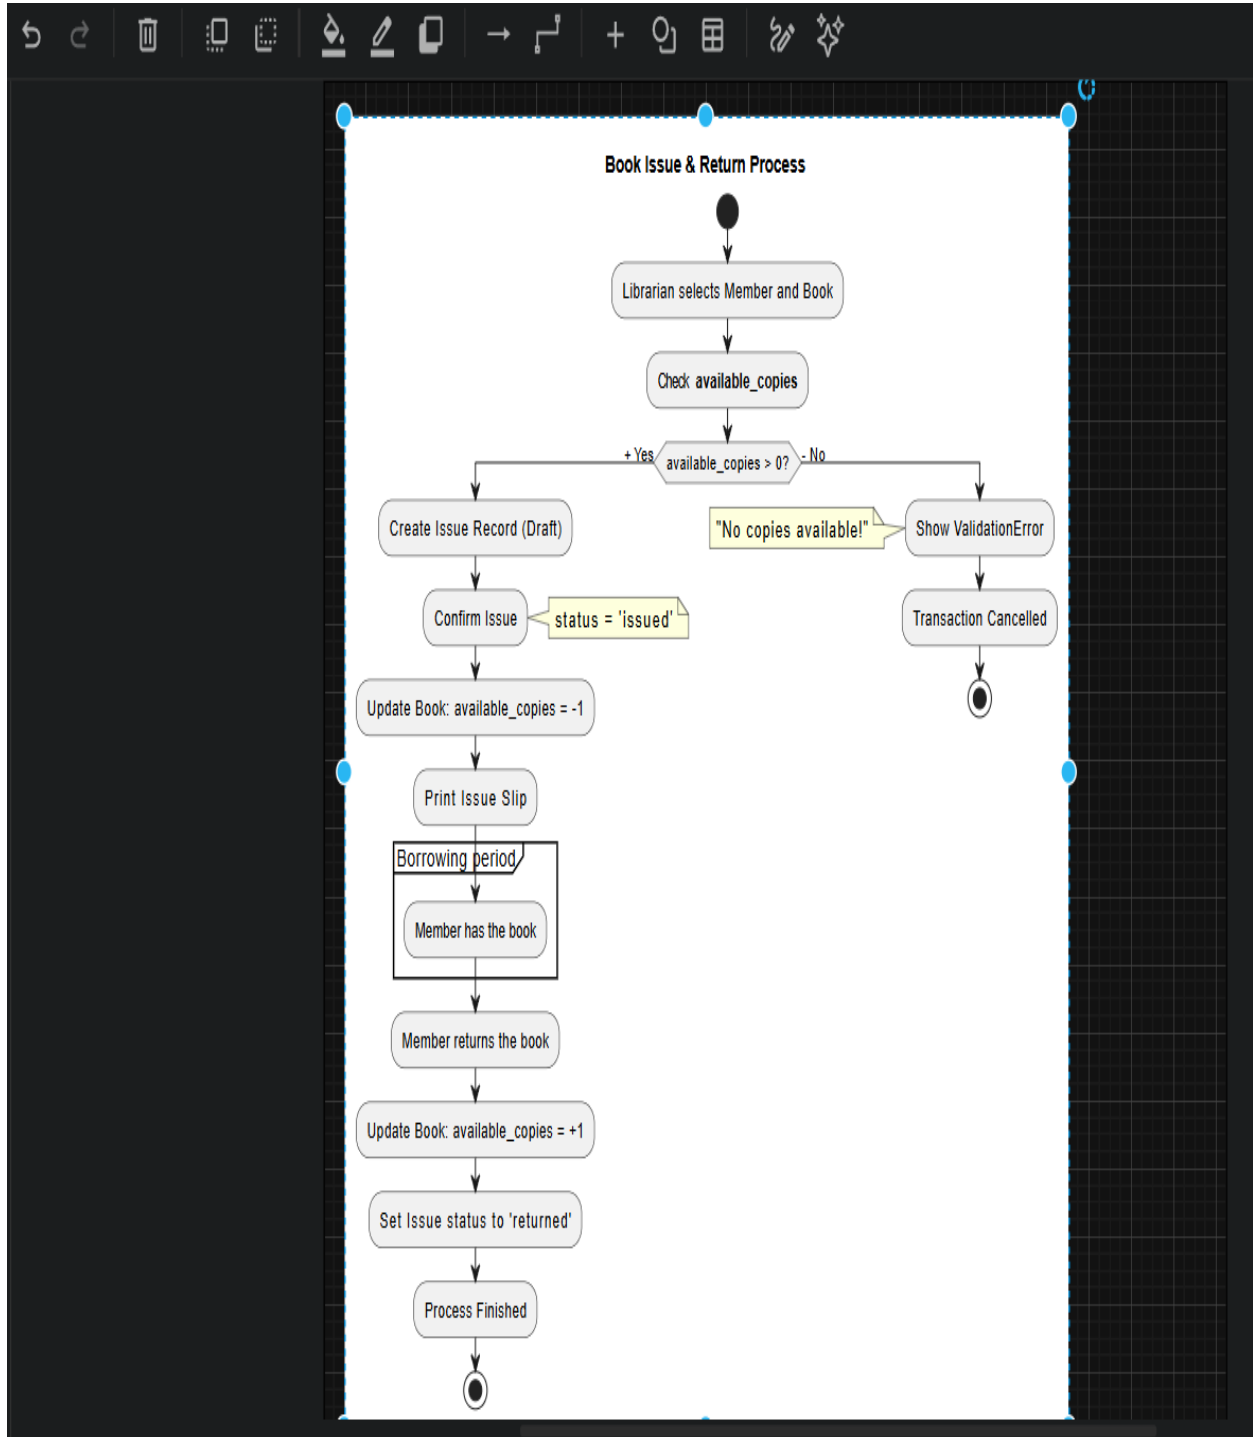 Book Issue & Return Process
Librarian selects Member and Book
Check available_copies
+ Yes
available_copies > 0?
- No
Create Issue Record (Draft)
"No copies available!"
Show ValidationError
Confirm Issue
status = 'issued'
Transaction Cancelled
Update Book: available_copies = -1
Print Issue Slip
Borrowing period
Member has the book
Member returns the book
Update Book: available_copies = +1
Set Issue status to 'returned'
Process Finished